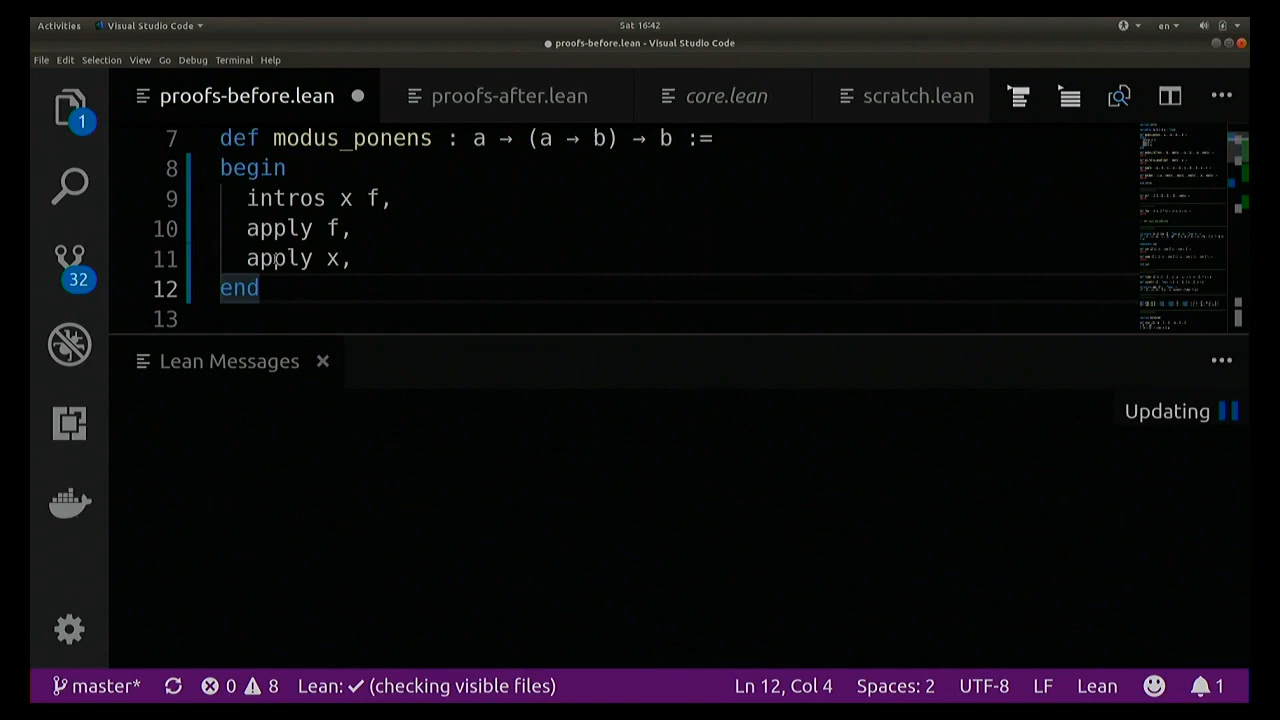 Activities Visual Studio Code Sat 16:42 en
● proofs-before.lean - Visual Studio Code
File Edit Selection View Go Debug Terminal Help
proofs-before.lean proofs-after.lean core.lean scratch.lean
1
32
7 def modus_ponens : a → (a → b) → b :=
8 begin
9 intros x f,
10 apply f,
11 apply x,
12 end
13
Lean Messages
Updating
master* 0 8 Lean: ✓ (checking visible files) Ln 12, Col 4 Spaces: 2 UTF-8 LF Lean 1